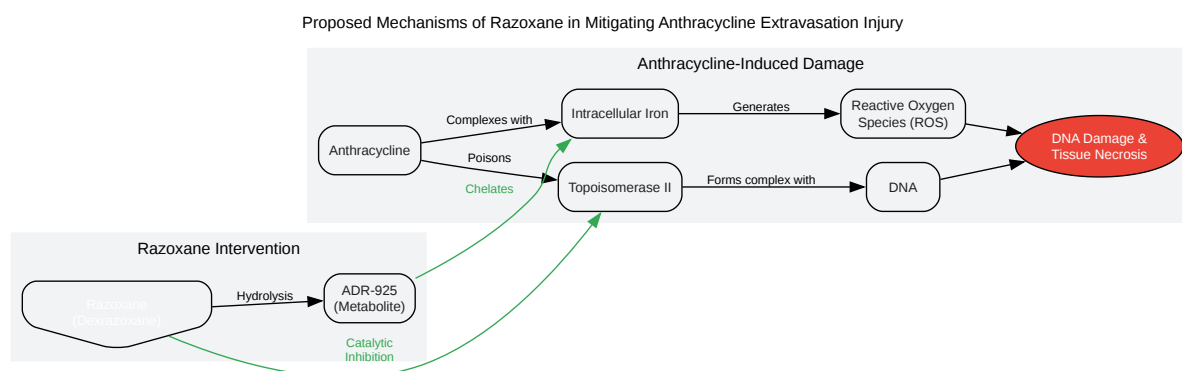 Proposed Mechanisms of Razoxane in Mitigating Anthracycline Extravasation Injury
Anthracycline-Induced Damage
Anthracycline
Complexes with
Poisons
Chelates
Intracellular Iron
Topoisomerase II
Generates
Forms complex with
Reactive Oxygen
Species (ROS)
DNA
DNA Damage &
Tissue Necrosis
Razoxane Intervention
Razoxane
(Dexrazoxane)
Hydrolysis
ADR-925
(Metabolite)
Catalytic
Inhibition